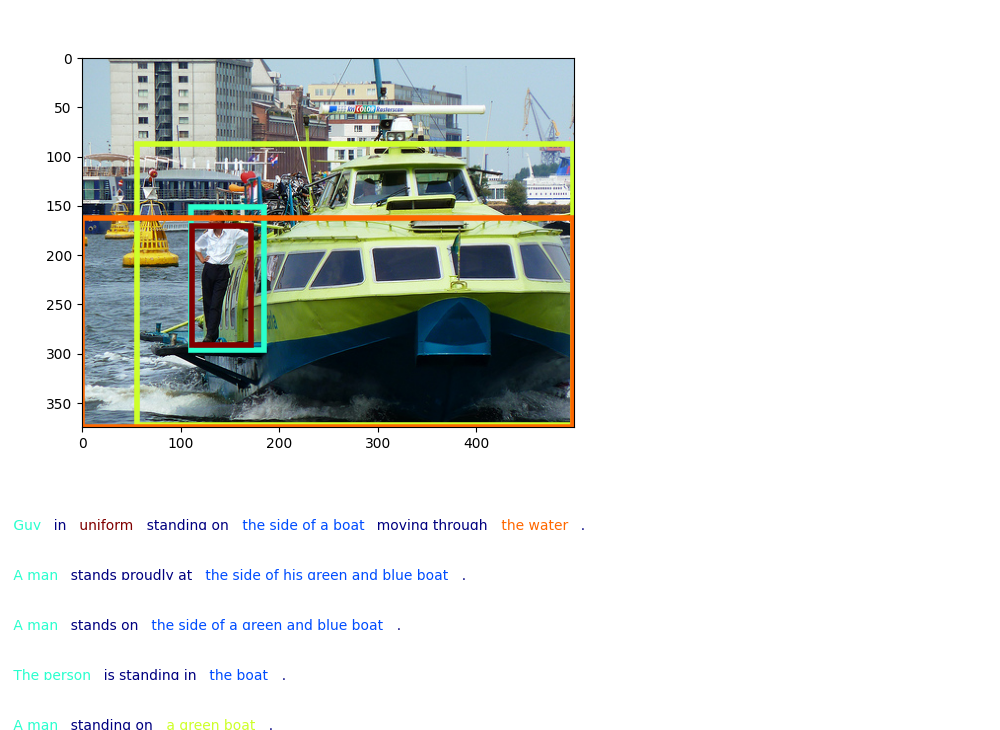 0
COLOR
50
100
150
200
250
300
350
0 100 200 300 400
Guy in uniform standing on the side of a boat moving through the water .
A man stands proudly at the side of his green and blue boat .
A man stands on the side of a green and blue boat .
The person is standing in the boat .
A man standing on a green boat .